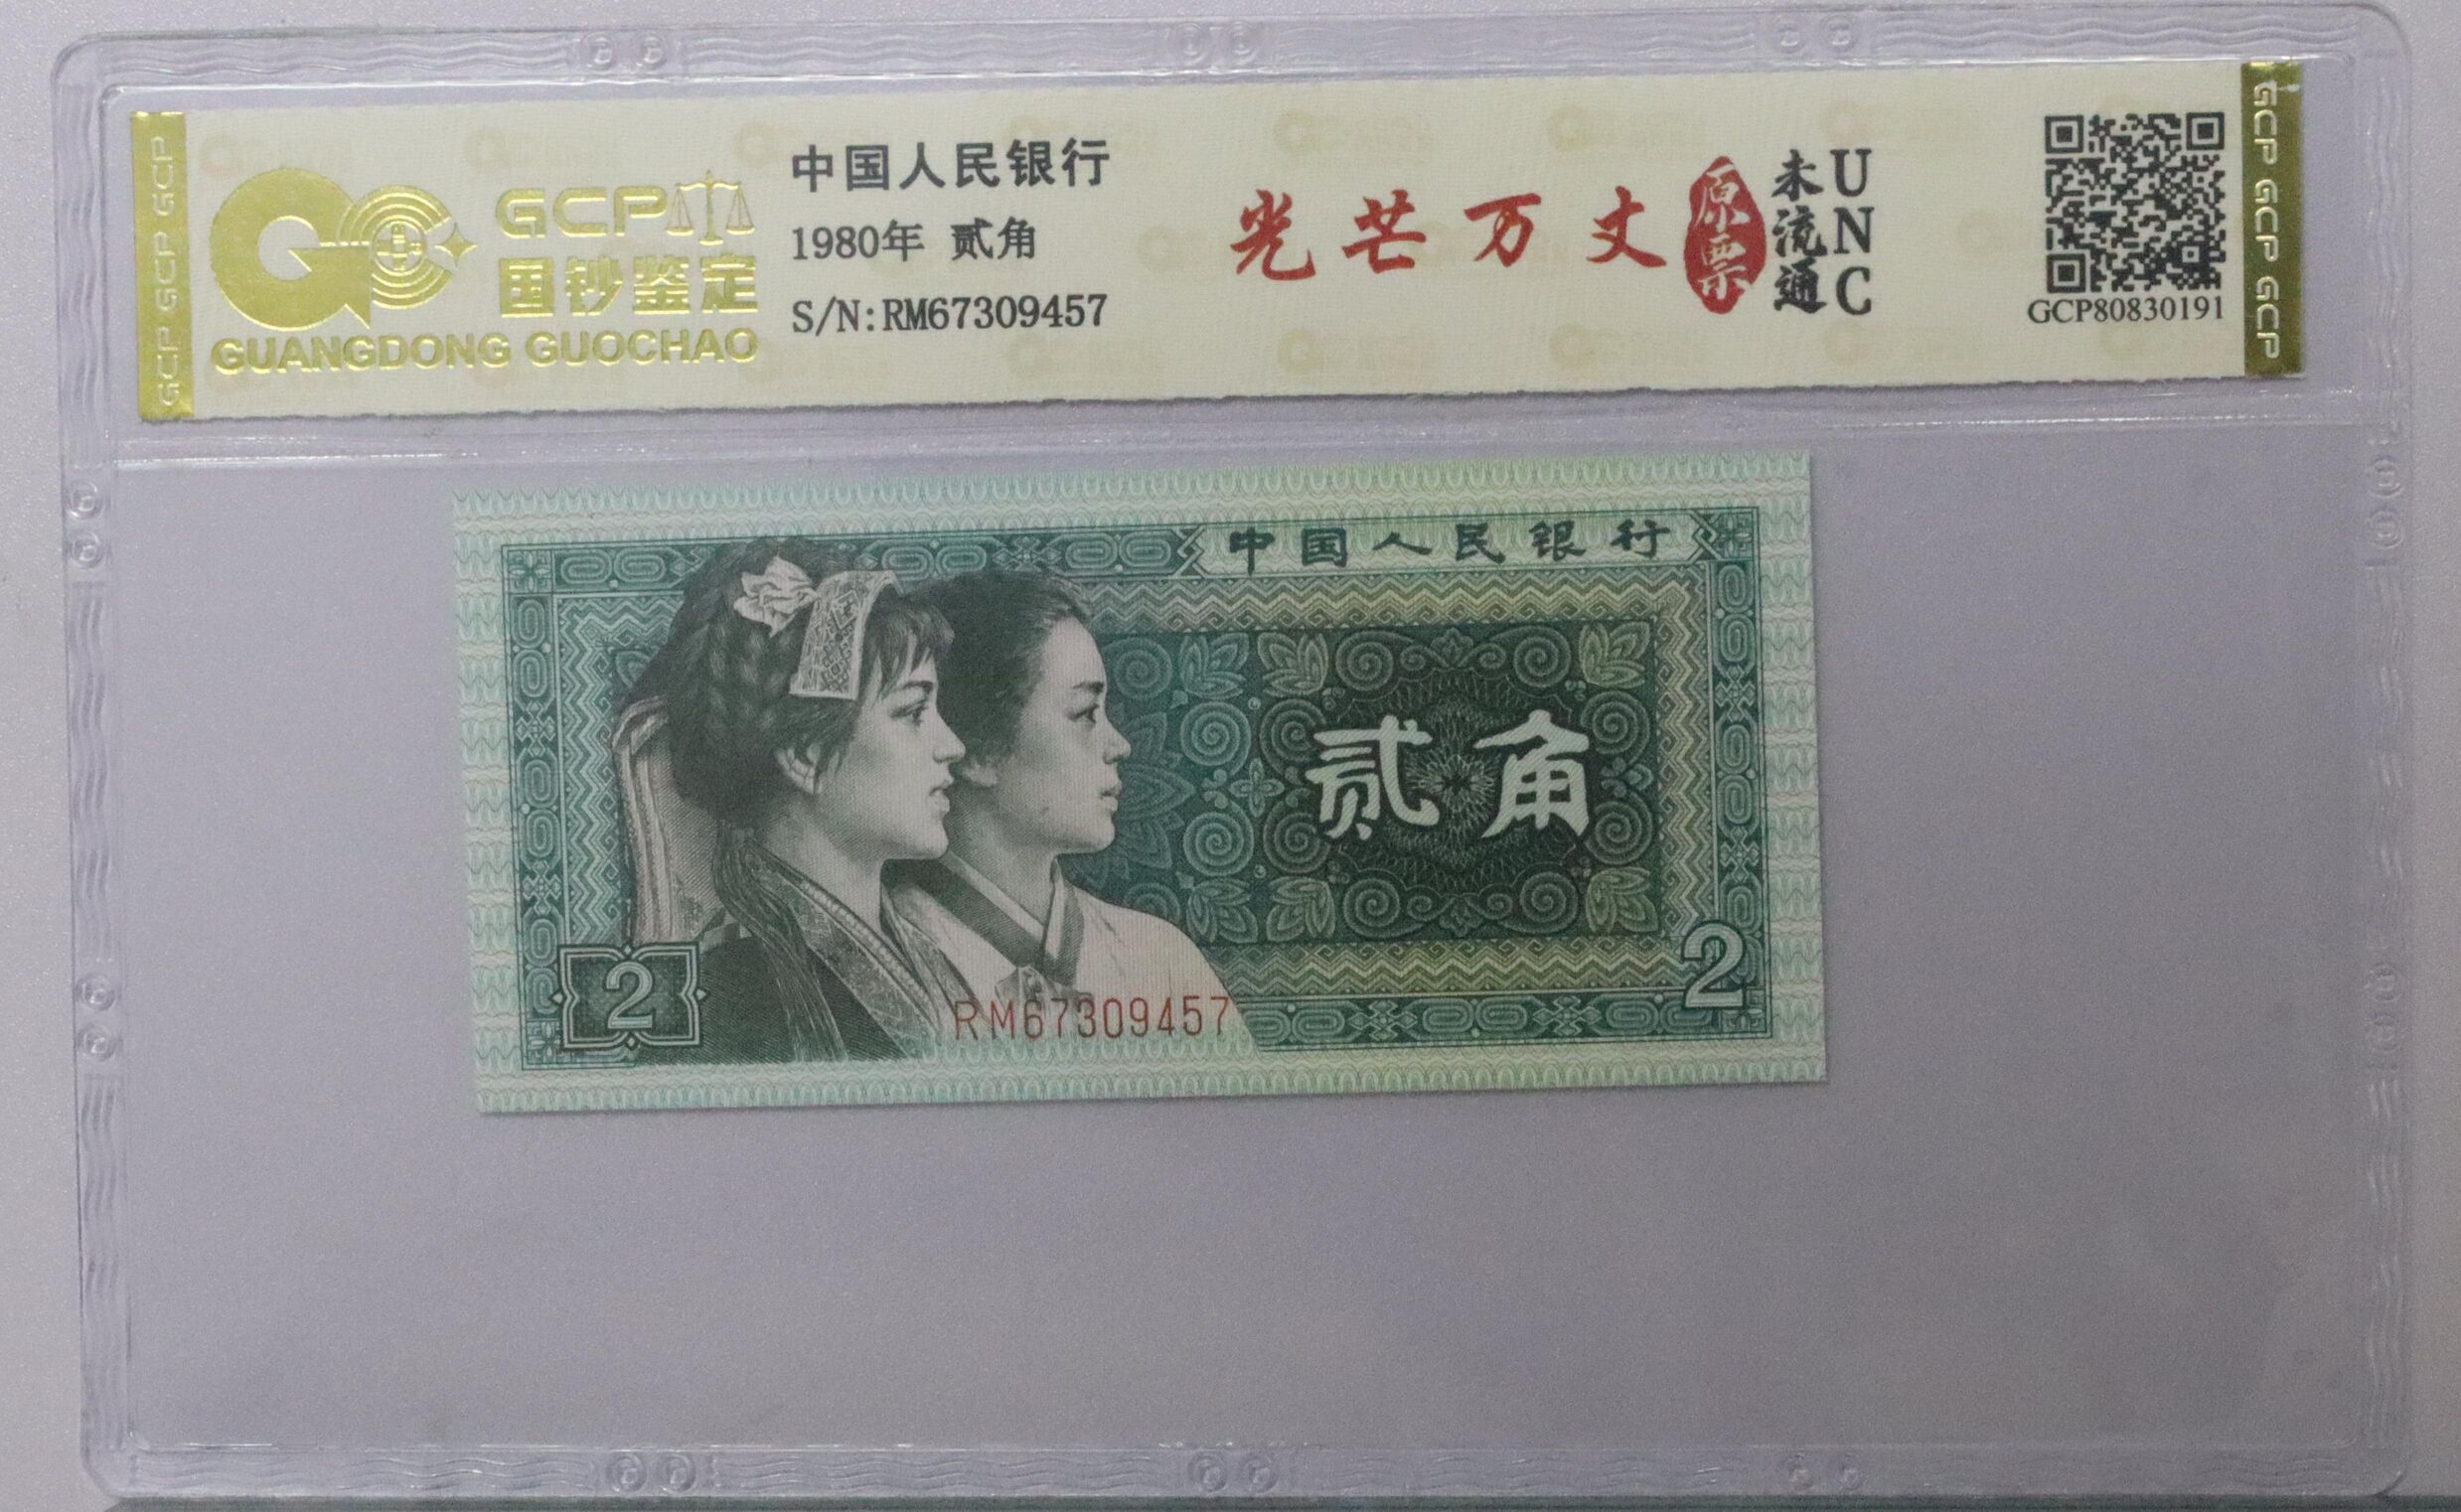 GCP GCP GCP
GCP
国钞鉴定
GUANGDONG GUOCHAO
中国人民银行
1980年 贰角
S/N:RM67309457
光芒万丈
原票
未流通
UNC
GCP80830191
GCP GCP GCP
中国人民银行
贰角
2
2
RM67309457